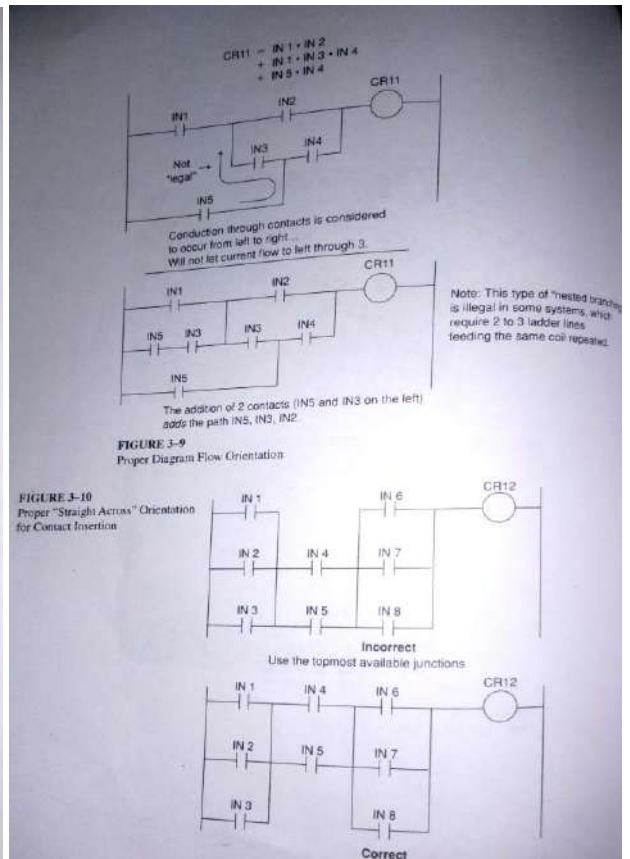 CR11 = IN 1 • IN 2
+ IN 1 • IN 3 • IN 4
+ IN 5 • IN 4
CR11
IN2
IN1
IN3
IN4
Not
"legal"
IN5
Conduction through contacts is considered
to occur from left to right...
Will not let current flow to left through 3.
CR11
IN1
IN2
IN5
IN3
IN3
IN4
IN5
Note: This type of "nested branching
is illegal in some systems, which
require 2 to 3 ladder lines
feeding the same coil repeated.
The addition of 2 contacts (IN5 and IN3 on the left)
adds the path IN5, IN3, IN2.
FIGURE 3–9
Proper Diagram Flow Orientation
FIGURE 3–10
Proper "Straight Across" Orientation
for Contact Insertion
IN 1
IN 6
CR12
IN 2
IN 4
IN 7
IN 3
IN 5
IN 8
Incorrect
Use the topmost available junctions
IN 1
IN 4
IN 6
CR12
IN 2
IN 5
IN 7
IN 3
IN 8
Correct